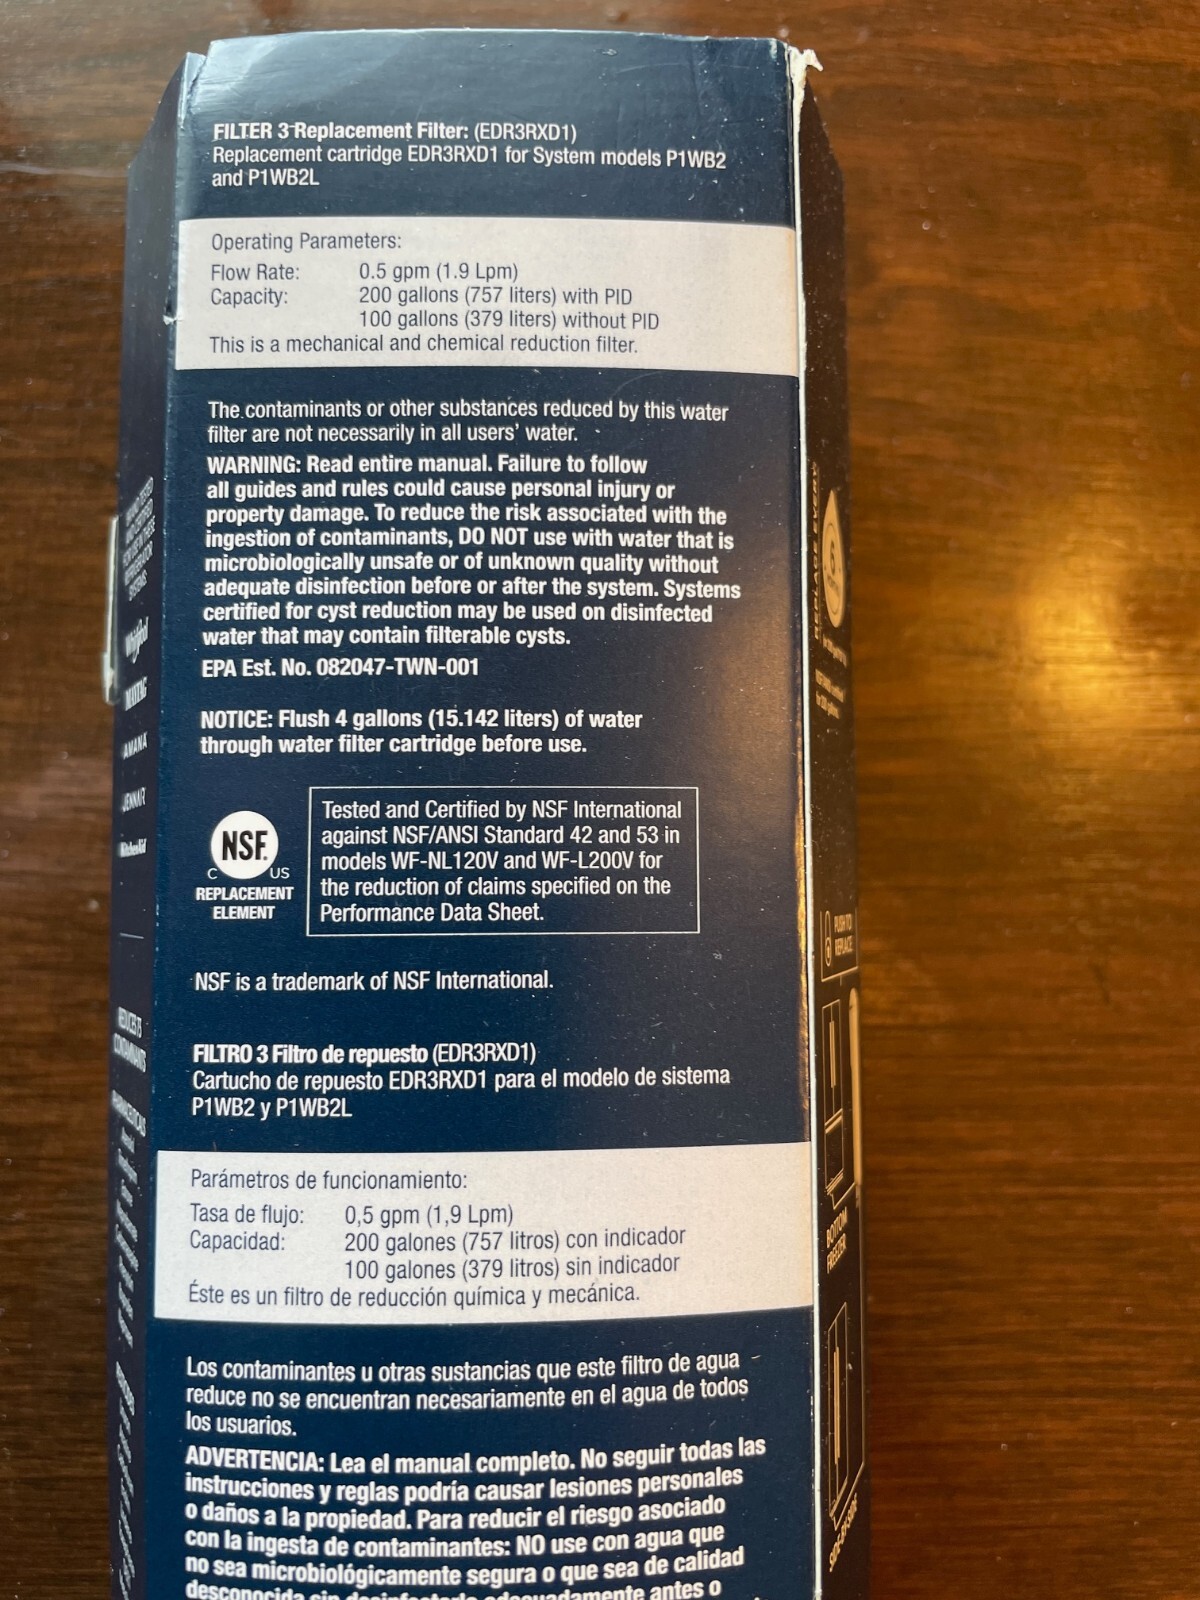 FILTER 3 Replacement Filter: (EDR3RXD1)
Replacement cartridge EDR3RXD1 for System models P1WB2
and P1WB2L
Operating Parameters:
Flow Rate: 0.5 gpm (1.9 Lpm)
Capacity: 200 gallons (757 liters) with PID
100 gallons (379 liters) without PID
This is a mechanical and chemical reduction filter.
The contaminants or other substances reduced by this water
filter are not necessarily in all users' water.
WARNING: Read entire manual. Failure to follow
all guides and rules could cause personal injury or
property damage. To reduce the risk associated with the
ingestion of contaminants, DO NOT use with water that is
microbiologically unsafe or of unknown quality without
adequate disinfection before or after the system. Systems
certified for cyst reduction may be used on disinfected
water that may contain filterable cysts.
EPA Est. No. 082047-TWN-001
NOTICE: Flush 4 gallons (15.142 liters) of water
through water filter cartridge before use.
NSF.
C US
REPLACEMENT
ELEMENT
Tested and Certified by NSF International
against NSF/ANSI Standard 42 and 53 in
models WF-NL120V and WF-L200V for
the reduction of claims specified on the
Performance Data Sheet.
NSF is a trademark of NSF International.
FILTRO 3 Filtro de repuesto (EDR3RXD1)
Cartucho de repuesto EDR3RXD1 para el modelo de sistema
P1WB2 y P1WB2L
Parámetros de funcionamiento:
Tasa de flujo: 0,5 gpm (1,9 Lpm)
Capacidad: 200 galones (757 litros) con indicador
100 galones (379 litros) sin indicador
Éste es un filtro de reducción química y mecánica.
Los contaminantes u otras sustancias que este filtro de agua
reduce no se encuentran necesariamente en el agua de todos
los usuarios.
ADVERTENCIA: Lea el manual completo. No seguir todas las
instrucciones y reglas podría causar lesiones personales
o daños a la propiedad. Para reducir el riesgo asociado
con la ingesta de contaminantes: NO use con agua que
no sea microbiológicamente segura o que sea de calidad
desconocida sin desinfectarla adecuadamente antes o
Whirlpool
MAYTAG
AMANA
JENNAIR
KitchenAid
REDUCES
CONTAMINANTS
REPLACE EVERY
6
PUSH TO
REPLACE
BOTTOM
FREEZER
SIDE-BY-SIDE